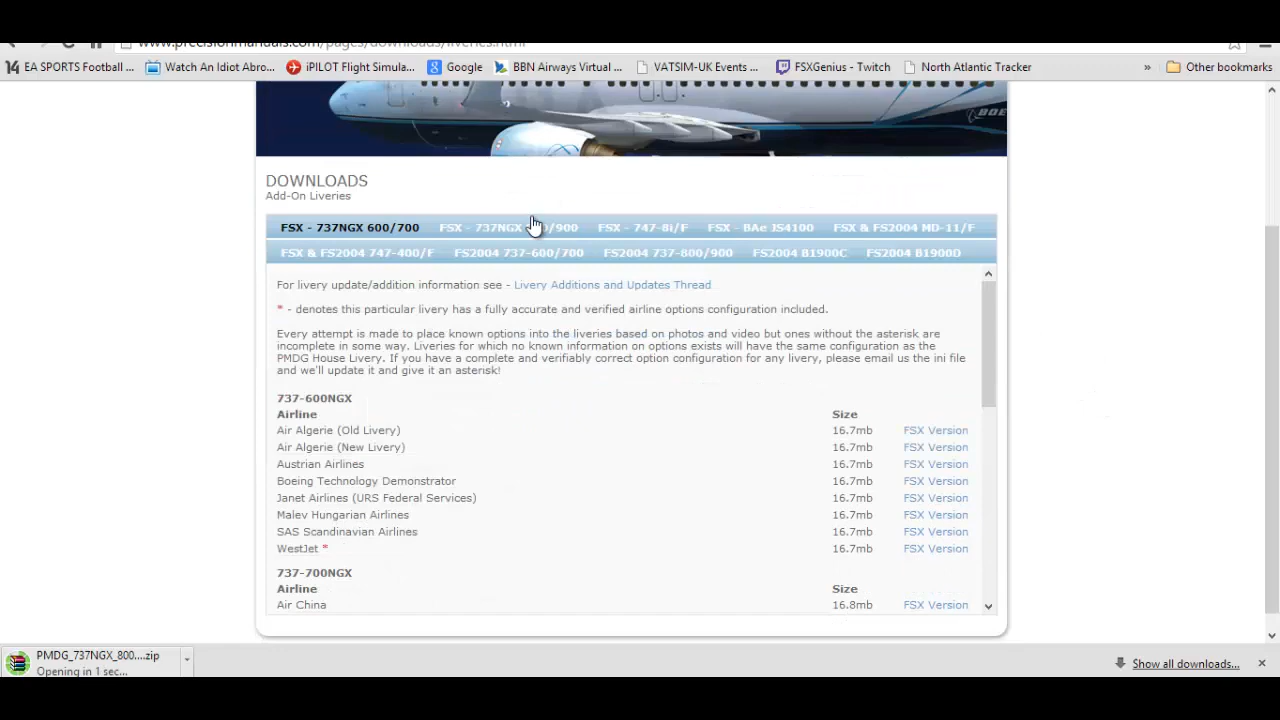 www.precisionmanuals.com/pages/downloads/liveries.html
EA SPORTS Football ... Watch An Idiot Abro... iPILOT Flight Simula... Google BBN Airways Virtual ... VATSIM-UK Events ... FSXGenius - Twitch North Atlantic Tracker » Other bookmarks
BOE
DOWNLOADS
Add-On Liveries
FSX - 737NGX 600/700 FSX - 737NGX /900 FSX - 747-8i/F FSX - BAe JS4100 FSX & FS2004 MD-11/F
FSX & FS2004 747-400/F FS2004 737-600/700 FS2004 737-800/900 FS2004 B1900C FS2004 B1900D
For livery update/addition information see - Livery Additions and Updates Thread
* - denotes this particular livery has a fully accurate and verified airline options configuration included.
Every attempt is made to place known options into the liveries based on photos and video but ones without the asterisk are
incomplete in some way. Liveries for which no known information on options exists will have the same configuration as the
PMDG House Livery. If you have a complete and verifiably correct option configuration for any livery, please email us the ini file
and we'll update it and give it an asterisk!
737-600NGX
Airline Size
Air Algerie (Old Livery) 16.7mb FSX Version
Air Algerie (New Livery) 16.7mb FSX Version
Austrian Airlines 16.7mb FSX Version
Boeing Technology Demonstrator 16.7mb FSX Version
Janet Airlines (URS Federal Services) 16.7mb FSX Version
Malev Hungarian Airlines 16.7mb FSX Version
SAS Scandinavian Airlines 16.7mb FSX Version
WestJet * 16.7mb FSX Version
737-700NGX
Airline Size
Air China 16.8mb FSX Version
PMDG_737NGX_800....zip
Opening in 1 sec...
Show all downloads...